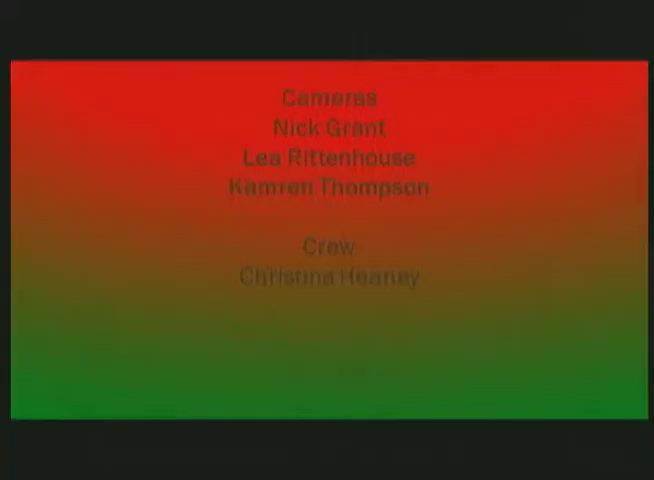 Cameras
Nick Grant
Lea Rittenhouse
Kamren Thompson
Crew
Christina Heaney